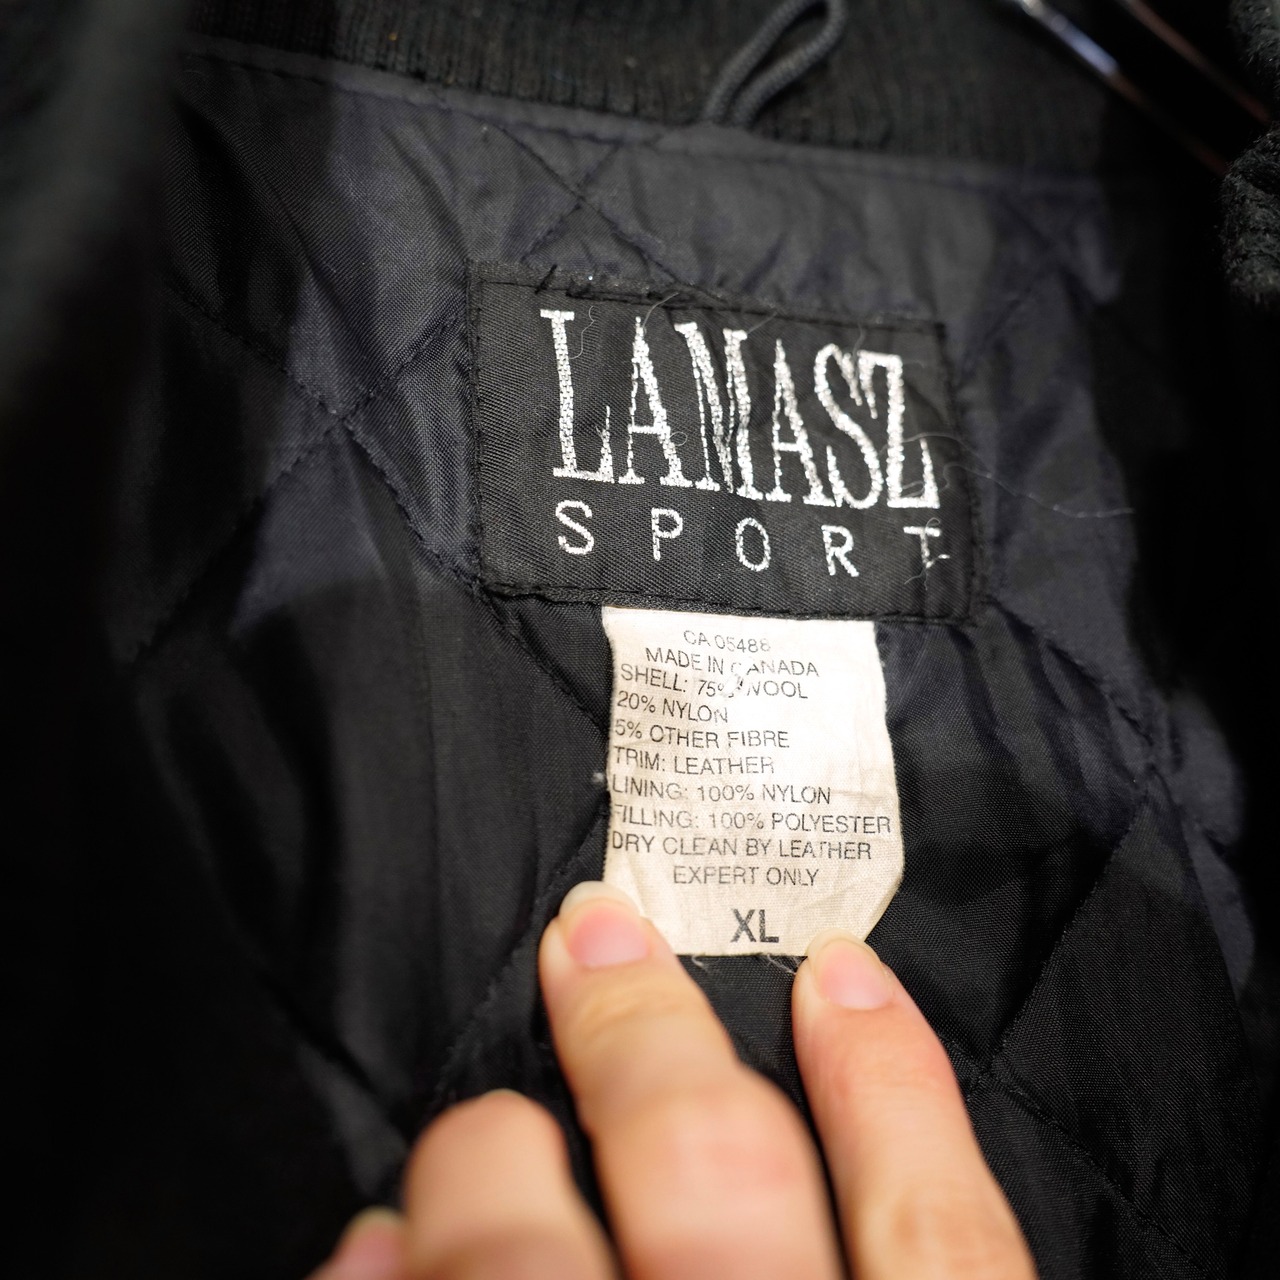 LAMASZ
SPORT
CA 05488
MADE IN CANADA
SHELL: 75% WOOL
20% NYLON
5% OTHER FIBRE
TRIM: LEATHER
LINING: 100% NYLON
FILLING: 100% POLYESTER
DRY CLEAN BY LEATHER
EXPERT ONLY
XL